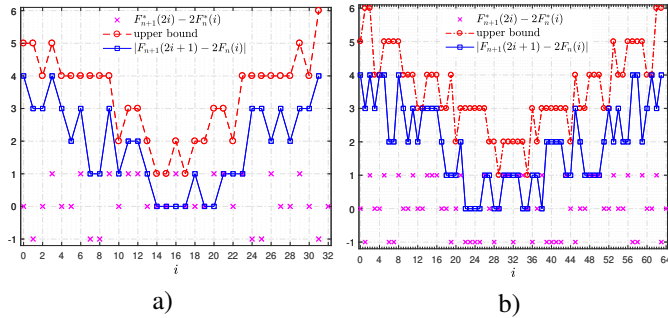 6
5
4
3
2
1
0
-1
F*ₙ₊₁(2i) − 2F*ₙ(i)
upper bound
|Fₙ₊₁(2i + 1) − 2Fₙ(i)|
0 2 4 6 8 10 12 14 16 18 20 22 24 26 28 30 32
i
a)
6
5
4
3
2
1
0
-1
F*ₙ₊₁(2i) − 2F*ₙ(i)
upper bound
|Fₙ₊₁(2i + 1) − 2Fₙ(i)|
0 4 8 12 16 20 24 28 32 36 40 44 48 52 56 60 64
i
b)